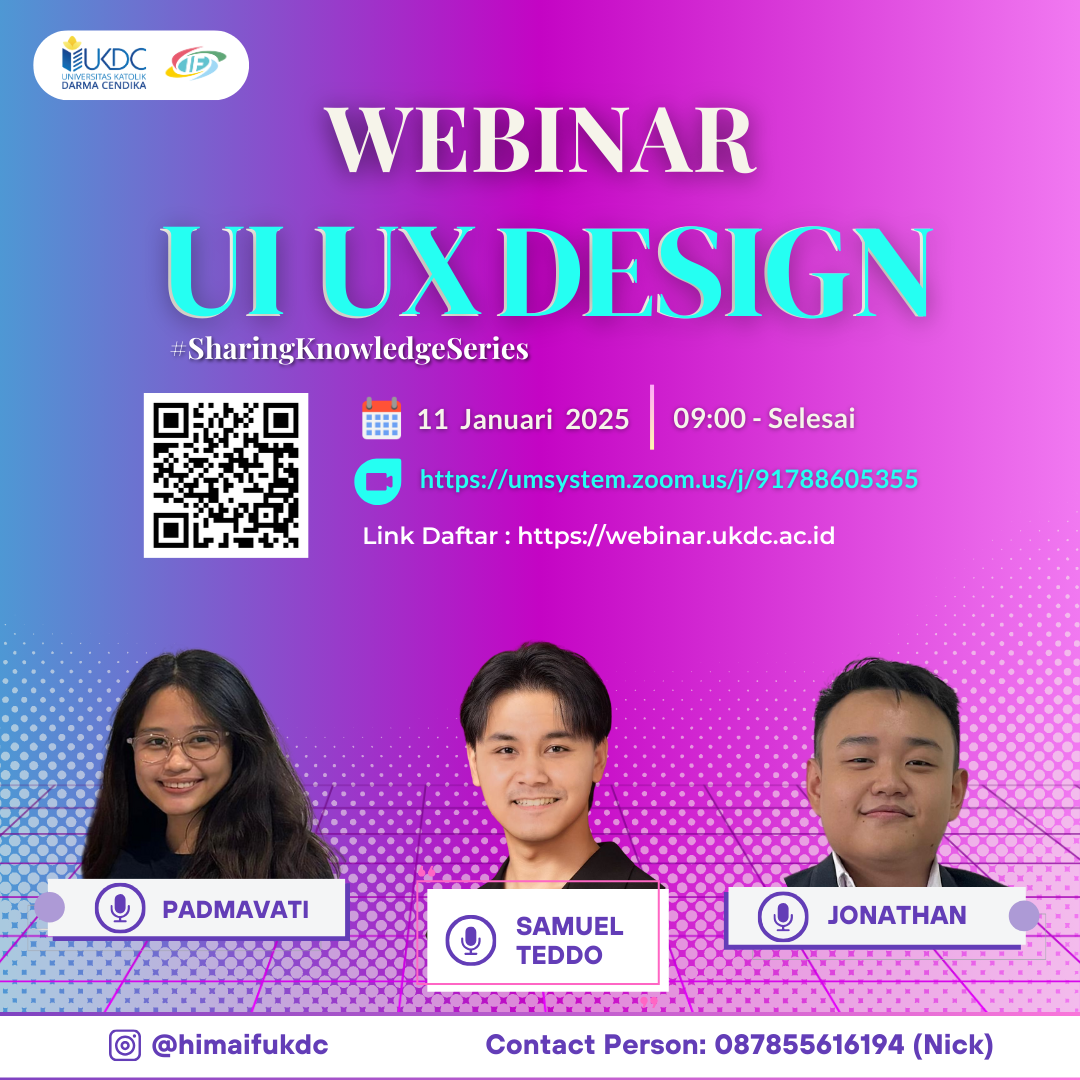 UKDC
UNIVERSITAS KATOLIK
DARMA CENDIKA
IF
WEBINAR
UI UX DESIGN
#SharingKnowledgeSeries
11 Januari 2025
09:00 - Selesai
https://umsystem.zoom.us/j/91788605355
Link Daftar : https://webinar.ukdc.ac.id
PADMAVATI
SAMUEL
TEDDO
JONATHAN
@himaifukdc
Contact Person: 087855616194 (Nick)